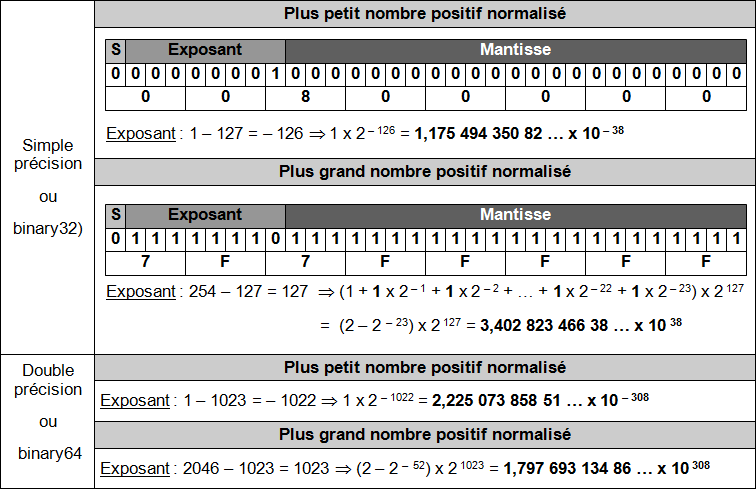 Plus petit nombre positif normalisé
S Exposant Mantisse
0 0 0 0 0 0 0 0 1 0 0 0 0 0 0 0 0 0 0 0 0 0 0 0 0 0 0 0 0 0 0 0
0 0 8 0 0 0 0 0
Exposant : 1 – 127 = – 126 ⇒ 1 x 2 – 126 = 1,175 494 350 82 … x 10 – 38
Simple
précision
ou
binary32)
Plus grand nombre positif normalisé
S Exposant Mantisse
0 1 1 1 1 1 1 1 0 1 1 1 1 1 1 1 1 1 1 1 1 1 1 1 1 1 1 1 1 1 1 1
7 F 7 F F F F F
Exposant : 254 – 127 = 127 ⇒ (1 + 1 x 2 – 1 + 1 x 2 – 2 + … + 1 x 2 – 22 + 1 x 2 – 23) x 2 127
= (2 – 2 – 23) x 2 127 = 3,402 823 466 38 … x 10 38
Double
précision
ou
binary64
Plus petit nombre positif normalisé
Exposant : 1 – 1023 = – 1022 ⇒ 1 x 2 – 1022 = 2,225 073 858 51 … x 10 – 308
Plus grand nombre positif normalisé
Exposant : 2046 – 1023 = 1023 ⇒ (2 – 2 – 52) x 2 1023 = 1,797 693 134 86 … x 10 308